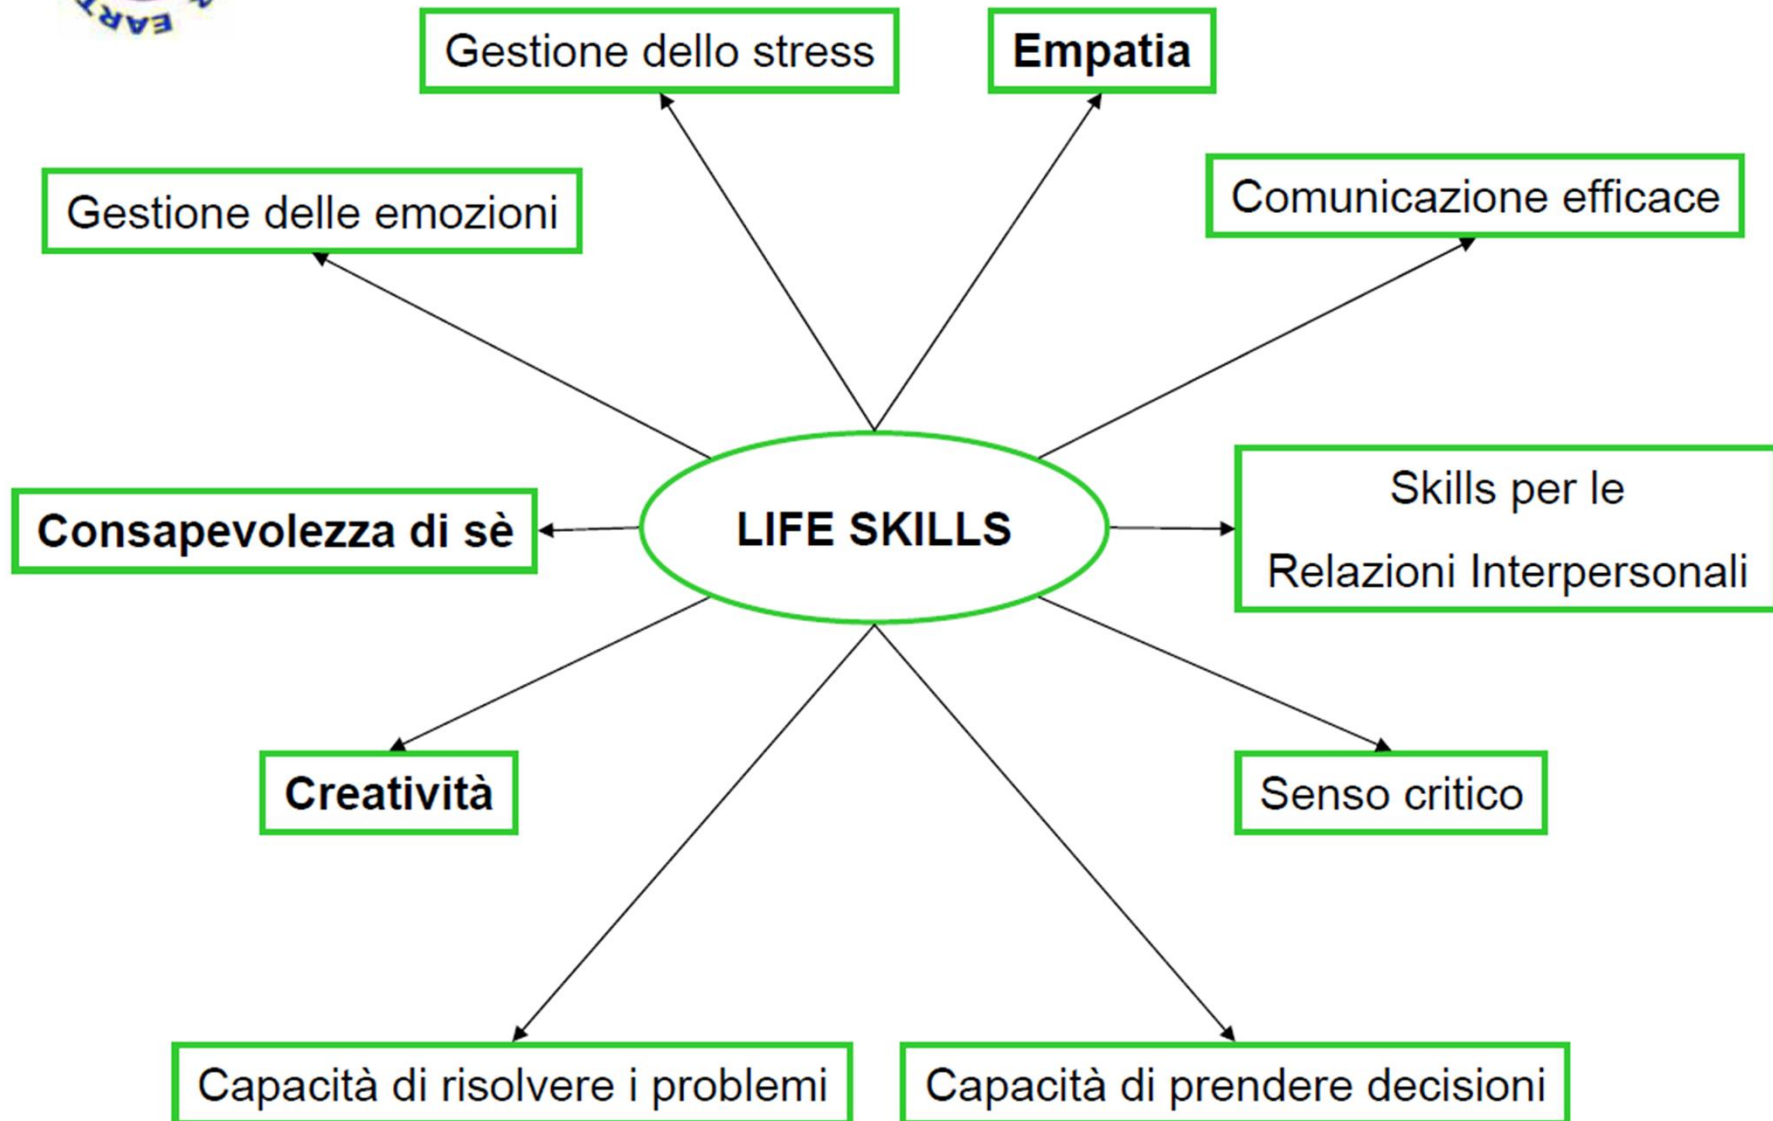 EART
Gestione dello stress
Empatia
Gestione delle emozioni
Comunicazione efficace
Consapevolezza di sè
LIFE SKILLS
Skills per le
Relazioni Interpersonali
Creatività
Senso critico
Capacità di risolvere i problemi
Capacità di prendere decisioni